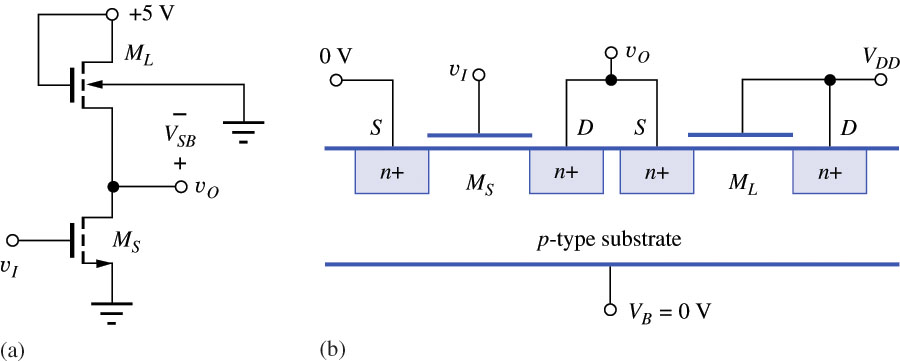 +5 V
M_L
−
V_SB
+
v_O
M_S
v_I
(a)
0 V
v_I
v_O
V_DD
S
D
S
D
n+
n+
n+
n+
M_S
M_L
p-type substrate
V_B = 0 V
(b)